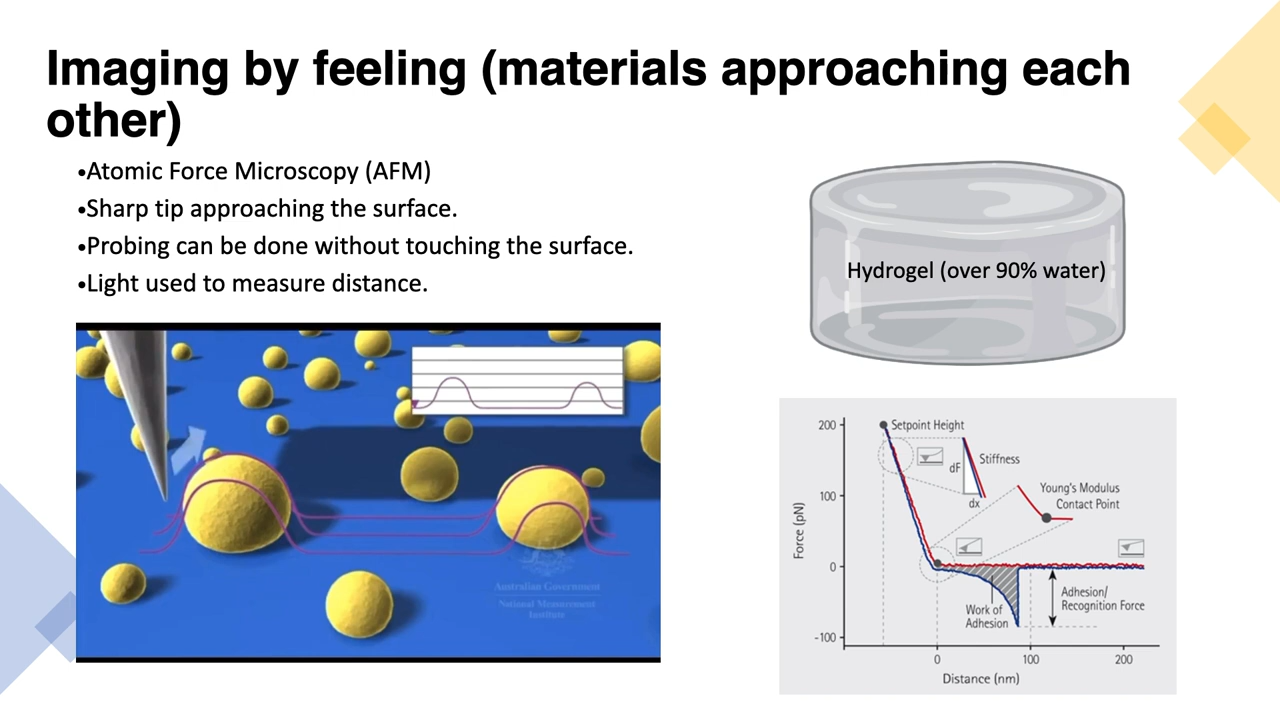 Imaging by feeling (materials approaching each
other)
•Atomic Force Microscopy (AFM)
•Sharp tip approaching the surface.
•Probing can be done without touching the surface.
•Light used to measure distance.
Hydrogel (over 90% water)
Australian Government
National Measurement
Institute
200
Setpoint Height
dF
Stiffness
dx
Young's Modulus
Contact Point
100
Force (pN)
0
Work of
Adhesion
Adhesion/
Recognition Force
-100
0
100
200
Distance (nm)